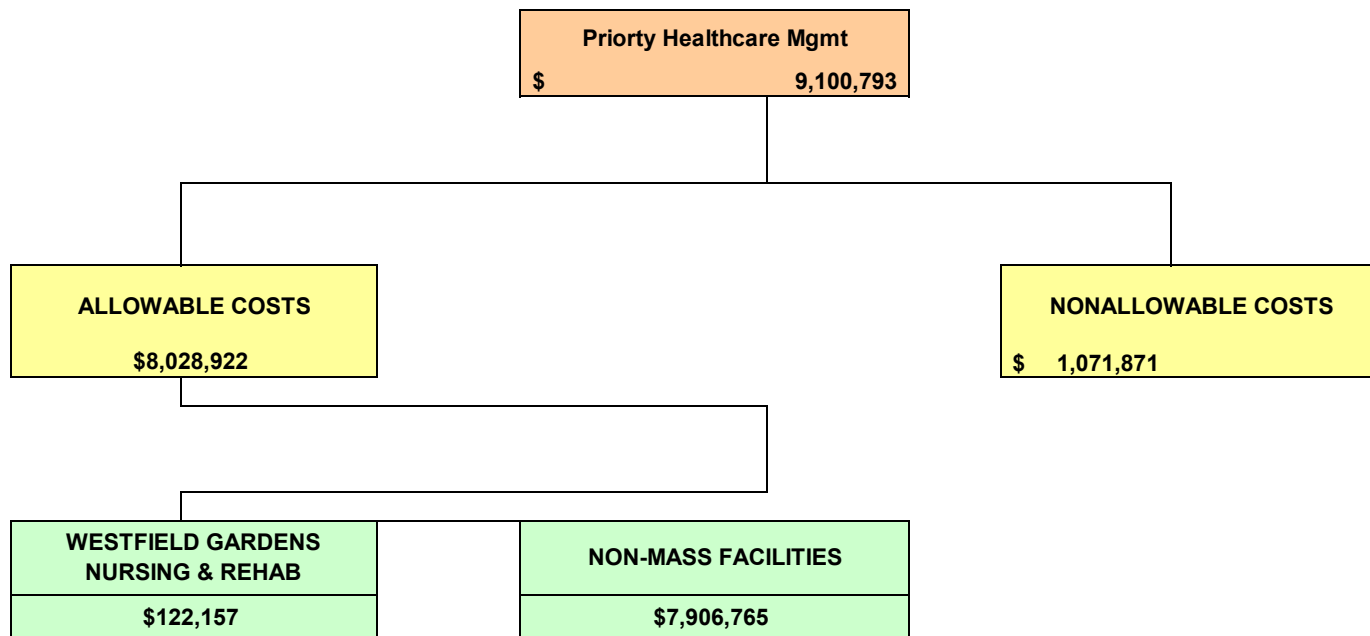 Priorty Healthcare Mgmt
$ 9,100,793
ALLOWABLE COSTS
$8,028,922
NONALLOWABLE COSTS
$ 1,071,871
WESTFIELD GARDENS
NURSING & REHAB
$122,157
NON-MASS FACILITIES
$7,906,765